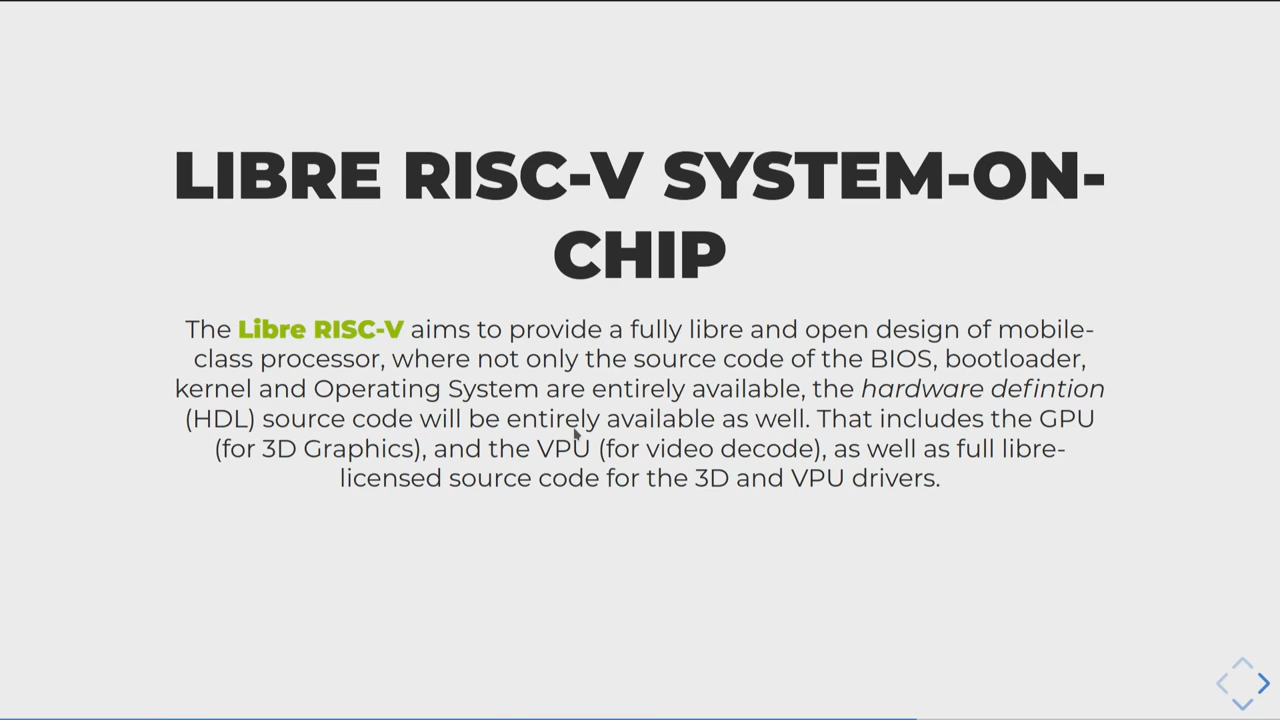 LIBRE RISC-V SYSTEM-ON-
CHIP
The Libre RISC-V aims to provide a fully libre and open design of mobile-
class processor, where not only the source code of the BIOS, bootloader,
kernel and Operating System are entirely available, the hardware defintion
(HDL) source code will be entirely available as well. That includes the GPU
(for 3D Graphics), and the VPU (for video decode), as well as full libre-
licensed source code for the 3D and VPU drivers.